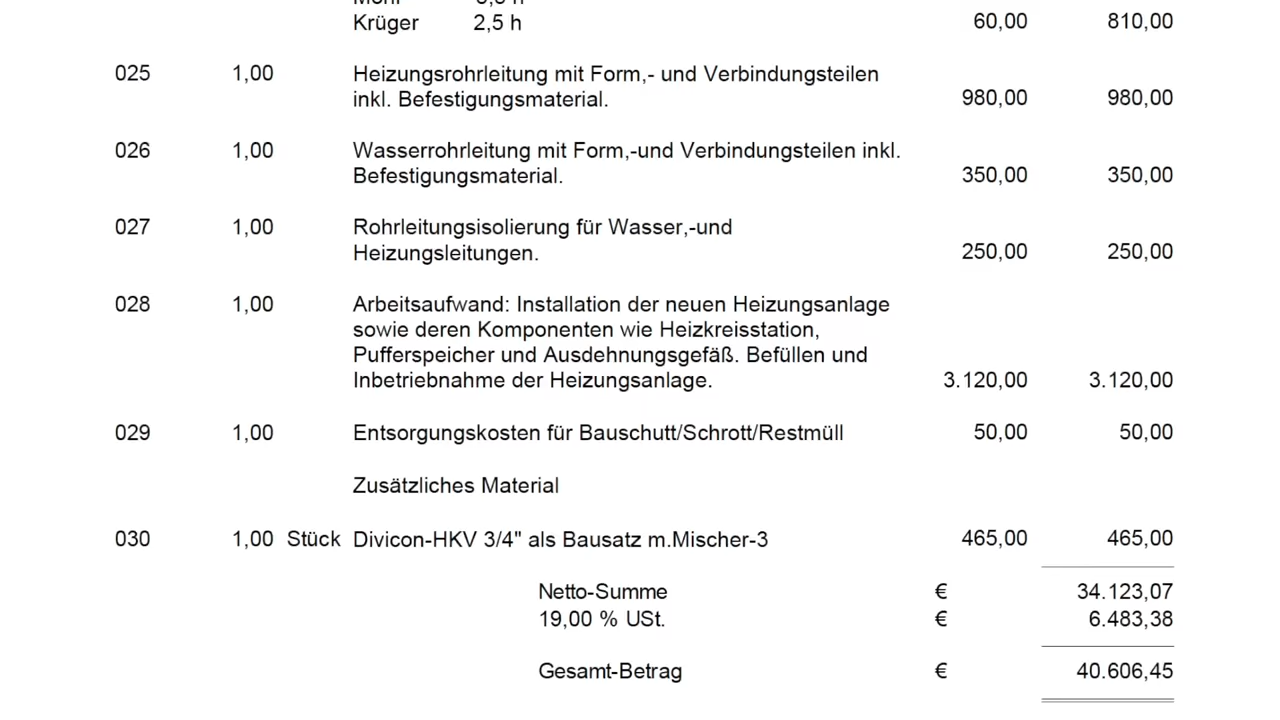 Krüger 2,5 h 60,00 810,00
025 1,00 Heizungsrohrleitung mit Form,- und Verbindungsteilen
inkl. Befestigungsmaterial. 980,00 980,00
026 1,00 Wasserrohrleitung mit Form,-und Verbindungsteilen inkl.
Befestigungsmaterial. 350,00 350,00
027 1,00 Rohrleitungsisolierung für Wasser,-und
Heizungsleitungen. 250,00 250,00
028 1,00 Arbeitsaufwand: Installation der neuen Heizungsanlage
sowie deren Komponenten wie Heizkreisstation,
Pufferspeicher und Ausdehnungsgefäß. Befüllen und
Inbetriebnahme der Heizungsanlage. 3.120,00 3.120,00
029 1,00 Entsorgungskosten für Bauschutt/Schrott/Restmüll 50,00 50,00
Zusätzliches Material
030 1,00 Stück Divicon-HKV 3/4" als Bausatz m.Mischer-3 465,00 465,00
Netto-Summe € 34.123,07
19,00 % USt. € 6.483,38
Gesamt-Betrag € 40.606,45